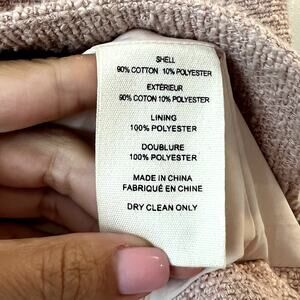 SHELL
90% COTTON 10% POLYESTER
EXTÉRIEUR
90% COTON 10% POLYESTER
LINING
100% POLYESTER
DOUBLURE
100% POLYESTER
MADE IN CHINA
FABRIQUÉ EN CHINE
DRY CLEAN ONLY